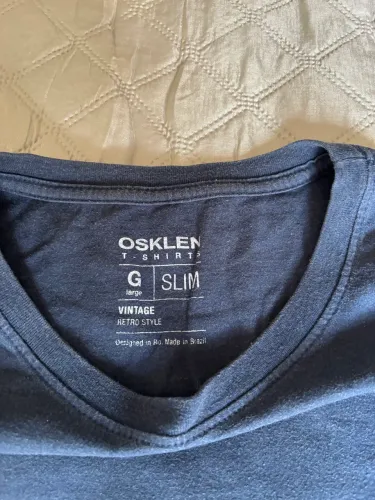 OSKLEN
T-SHIRTS
G SLIM
large
VINTAGE
RETRO STYLE
Designed in Rio. Made in Brazil